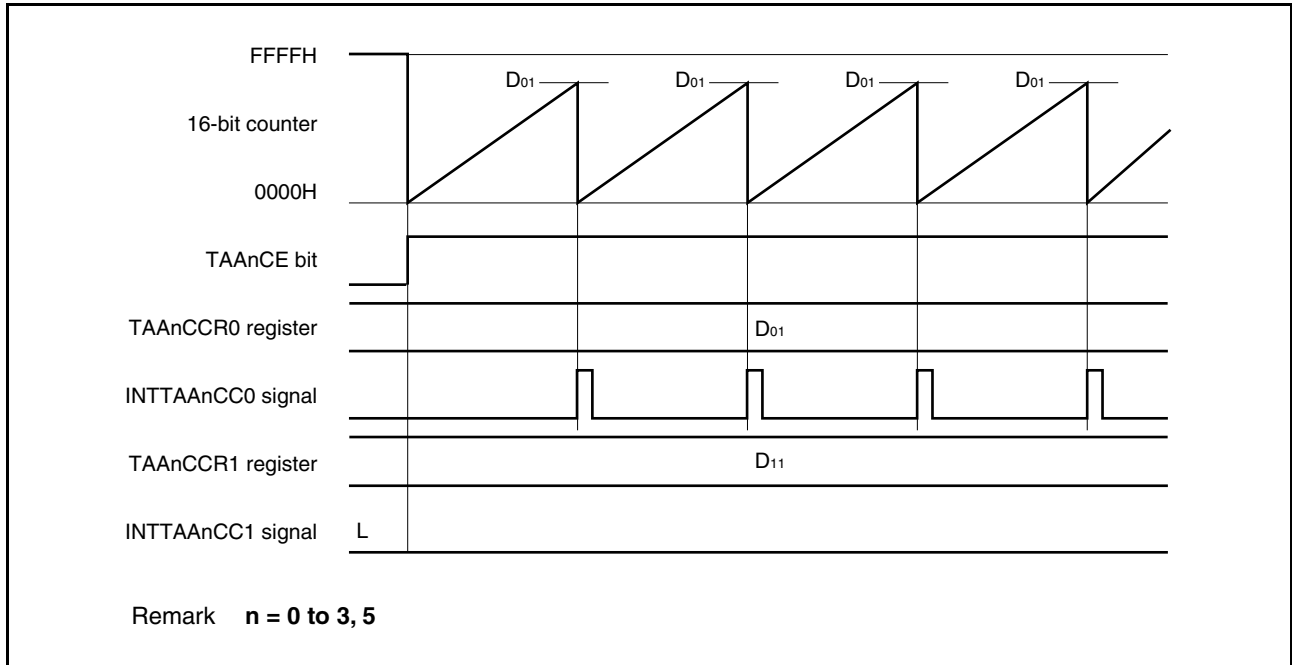 FFFFH
D01 D01 D01 D01
16-bit counter
0000H
TAAnCE bit
TAAnCCR0 register D01
INTTAAnCC0 signal
TAAnCCR1 register D11
INTTAAnCC1 signal L
Remark n = 0 to 3, 5